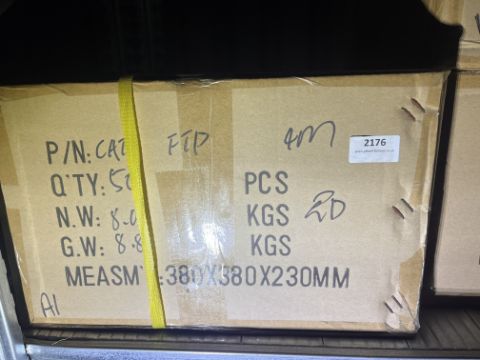 P/N: CAT FTP 4M
2176
Q'TY: 50 PCS
N.W: 8.0 KGS 20
G.W: 8.8 KGS
MEASM'T: 380X380X230MM
A1